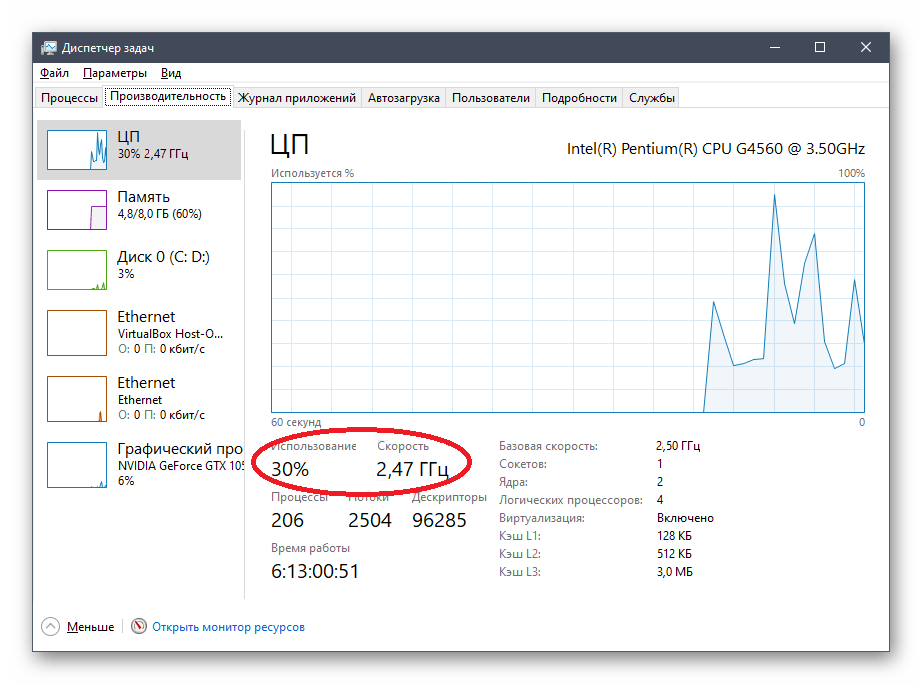 Диспетчер задач
Файл Параметры Вид
Процессы Производительность Журнал приложений Автозагрузка Пользователи Подробности Службы
ЦП
30% 2,47 ГГц
Память
4,8/8,0 ГБ (60%)
Диск 0 (C: D:)
3%
Ethernet
VirtualBox Host-O...
О: 0 П: 0 кбит/с
Ethernet
Ethernet
О: 0 П: 0 кбит/с
Графический про
NVIDIA GeForce GTX 105
6%
ЦП Intel(R) Pentium(R) CPU G4560 @ 3.50GHz
Используется % 100%
60 секунд 0
Использование Скорость
30% 2,47 ГГц
Процессы Потоки Дескрипторы
206 2504 96285
Время работы
6:13:00:51
Базовая скорость: 2,50 ГГц
Сокетов: 1
Ядра: 2
Логических процессоров: 4
Виртуализация: Включено
Кэш L1: 128 КБ
Кэш L2: 512 КБ
Кэш L3: 3,0 МБ
Меньше Открыть монитор ресурсов